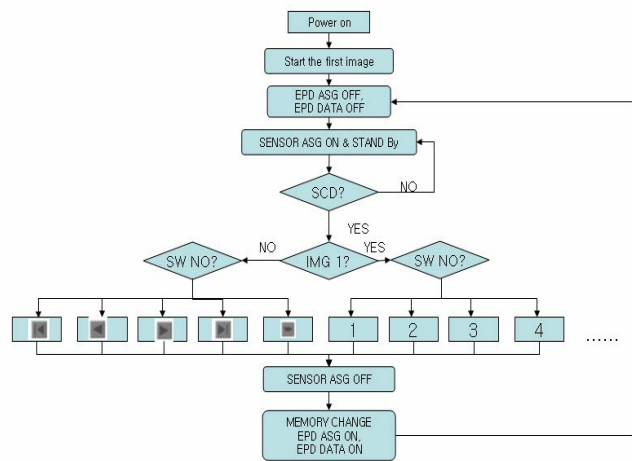 Power on
Start the first image
EPD ASG OFF,
EPD DATA OFF
SENSOR ASG ON & STAND By
SCD?
NO
YES
NO
YES
SW NO?
IMG 1?
SW NO?
1
2
3
4
......
SENSOR ASG OFF
MEMORY CHANGE
EPD ASG ON,
EPD DATA ON